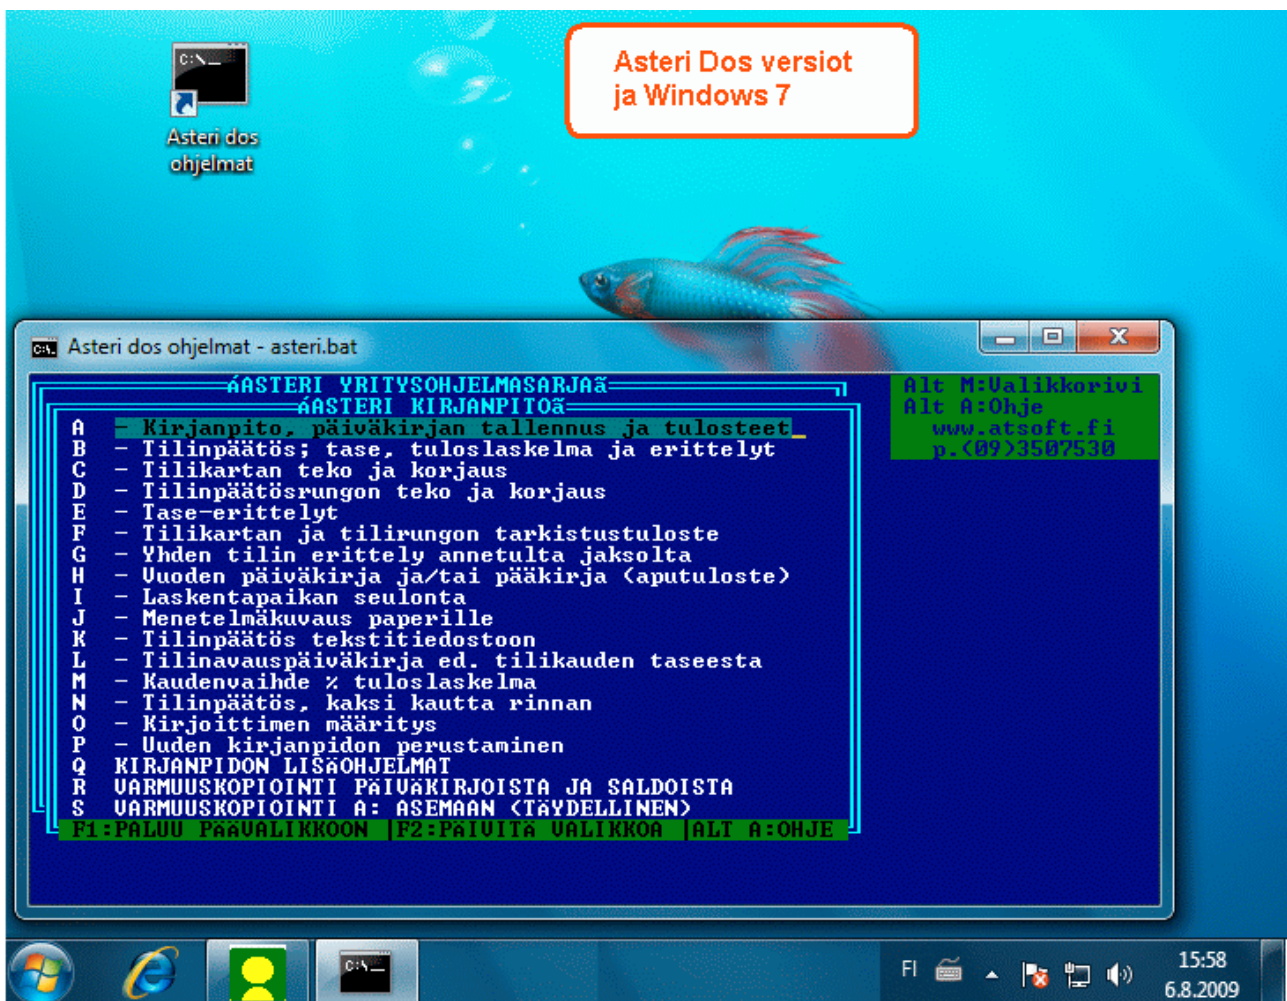 C:\_
Asteri dos
ohjelmat
Asteri Dos versiot
ja Windows 7
C:\. Asteri dos ohjelmat - asteri.bat
áASTERI YRITYSOHJELMASARJAã
áASTERI KIRJANPITOã
A - Kirjanpito, päiväkirjan tallennus ja tulosteet_
B - Tilinpäätös; tase, tuloslaskelma ja erittelyt
C - Tilikartan teko ja korjaus
D - Tilinpäätösrungon teko ja korjaus
E - Tase-erittelyt
F - Tilikartan ja tilirungon tarkistustuloste
G - Yhden tilin erittely annetulta jaksolta
H - Vuoden päiväkirja ja/tai pääkirja (aputuloste)
I - Laskentapaikan seulonta
J - Menetelmäkuvaus paperille
K - Tilinpäätös tekstitiedostoon
L - Tilinavauspäiväkirja ed. tilikauden taseesta
M - Kaudenvaihde % tuloslaskelma
N - Tilinpäätös, kaksi kautta rinnan
O - Kirjoittimen määritys
P - Uuden kirjanpidon perustaminen
Q KIRJANPIDON LISÄOHJELMAT
R VARMUUSKOPIOINTI PÄIVÄKIRJOISTA JA SALDOISTA
S VARMUUSKOPIOINTI A: ASEMAAN (TÄYDELLINEN)
F1:PALUU PÄÄVALIKKOON |F2:PÄIVITÄ VALIKKOA |ALT A:OHJE
Alt M:Valikkorivi
Alt A:Ohje
www.atsoft.fi
p.(09)3507530
C:\_
FI
15:58
6.8.2009